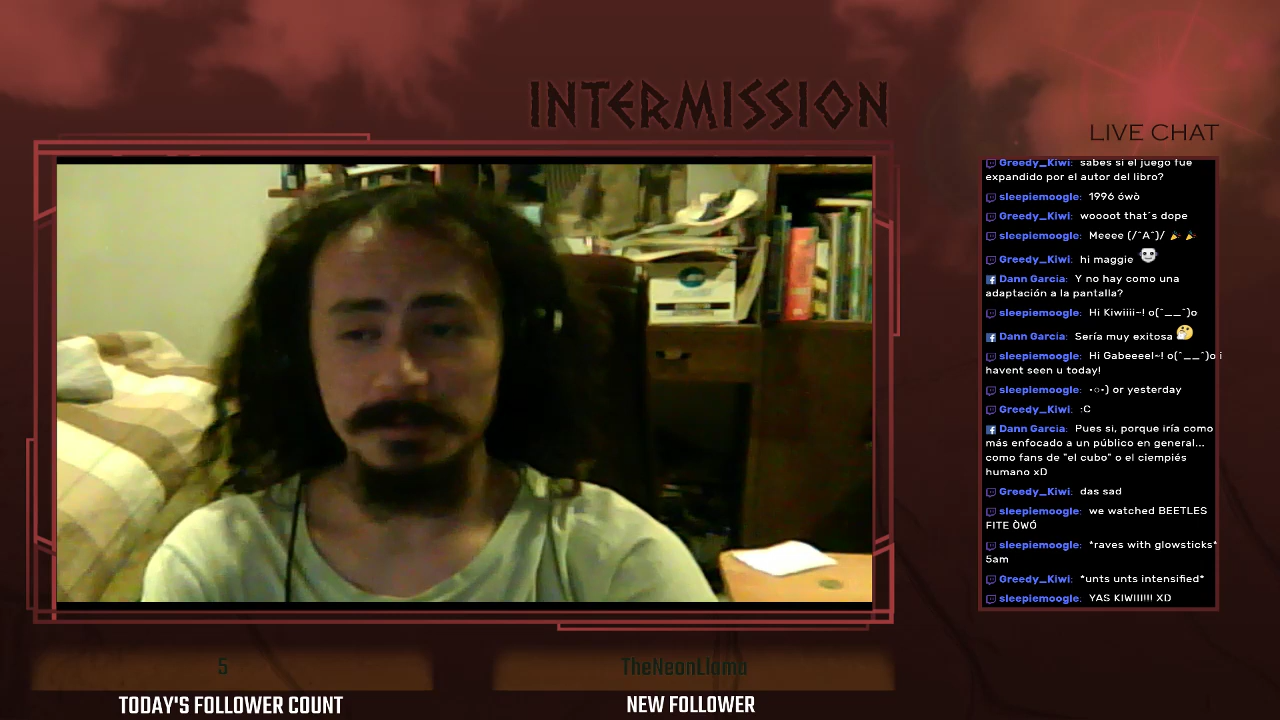 INTERMISSION
LIVE CHAT
Greedy_Kiwi: sabes si el juego fue
expandido por el autor del libro?
sleepiemoogle: 1996 ówò
Greedy_Kiwi: woooot that's dope
sleepiemoogle: Meeee (/^A^)/ 🎉 🎉
Greedy_Kiwi: hi maggie
Dann Garcia: Y no hay como una
adaptación a la pantalla?
sleepiemoogle: Hi Kiwiiii~! o(^__^)o
Dann Garcia: Sería muy exitosa 🤔
sleepiemoogle: Hi Gabeeeel~! o(^__^)o i
havent seen u today!
sleepiemoogle: •○•) or yesterday
Greedy_Kiwi: :C
Dann Garcia: Pues si, porque iría como
más enfocado a un público en general...
como fans de "el cubo" o el ciempiés
humano xD
Greedy_Kiwi: das sad
sleepiemoogle: we watched BEETLES
FITE ÒWÓ
sleepiemoogle: *raves with glowsticks*
5am
Greedy_Kiwi: *unts unts intensified*
sleepiemoogle: YAS KIWIII!!! XD
5
TODAY'S FOLLOWER COUNT
TheNeonLlama
NEW FOLLOWER